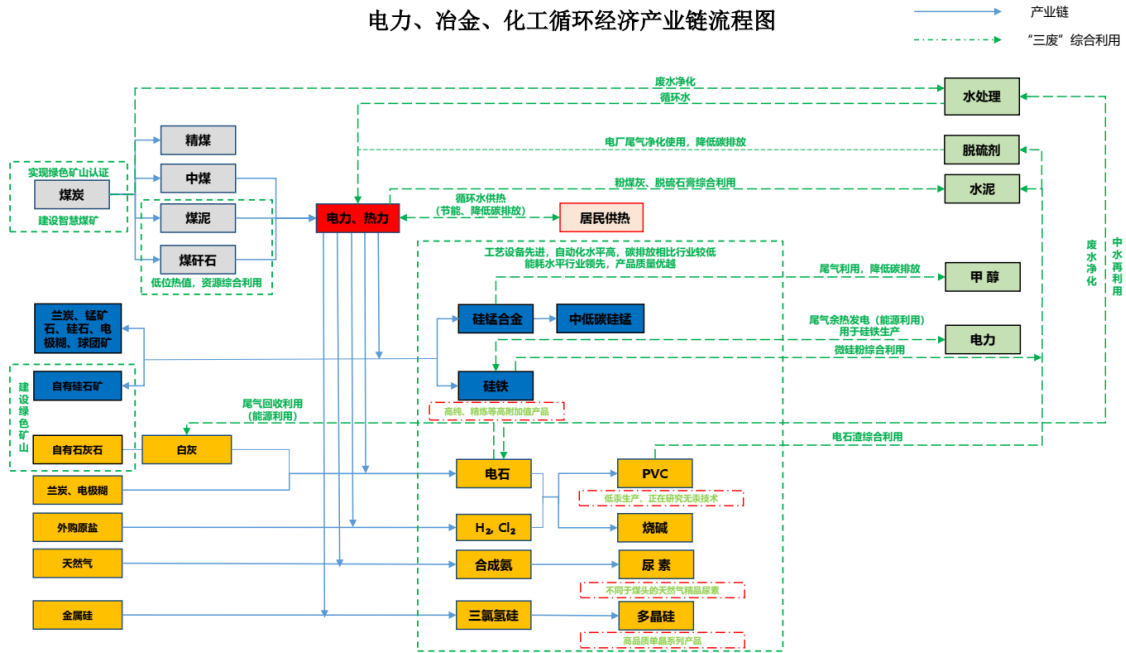 电力、冶金、化工循环经济产业链流程图
产业链
“三废”综合利用
废水净化
循环水
水处理
精煤
电厂尾气净化使用，降低碳排放
脱硫剂
实现绿色矿山认证
煤炭
建设智慧煤矿
中煤
粉煤灰、脱硫石膏综合利用
水泥
煤泥
电力、热力
循环水供热
（节能、降低碳排放）
居民供热
煤矸石
低位热值，资源综合利用
工艺设备先进，自动化水平高，碳排放相比行业较低
能耗水平行业领先，产品质量优越
废水净化
中水再利用
尾气利用，降低碳排放
甲 醇
兰炭、锰矿
石、硅石、电
极糊、球团矿
硅锰合金
中低碳硅锰
尾气余热发电（能源利用）
用于硅铁生产
电力
微硅粉综合利用
建设绿色矿山
自有硅石矿
硅铁
高纯、精炼等高附加值产品
尾气回收利用
（能源利用）
自有石灰石
白灰
电石渣综合利用
电石
PVC
兰炭、电极糊
低汞生产、正在研究无汞技术
外购原盐
H₂, Cl₂
烧碱
天然气
合成氨
尿 素
不同于煤头的天然气精品尿素
金属硅
三氯氢硅
多晶硅
高品质单晶系列产品